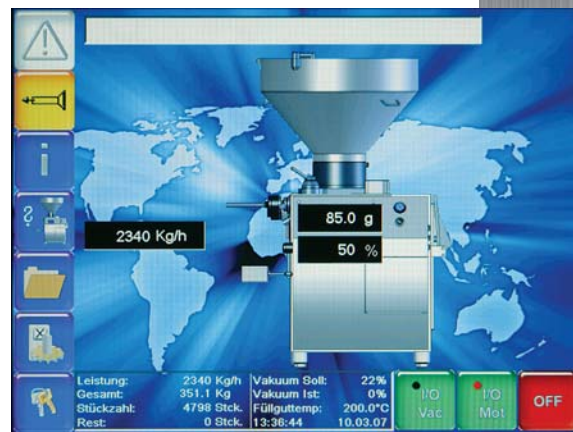 85.0 g
2340 Kg/h
50 %
Leistung: 2340 Kg/h
Gesamt: 351.1 Kg
Stückzahl: 4798 Stck.
Rest: 0 Stck.
Vakuum Soll: 22%
Vakuum Ist: 0%
Füllguttemp: 200.0°C
13:36:44 10.03.07
I/O
Vac
I/O
Mot
OFF